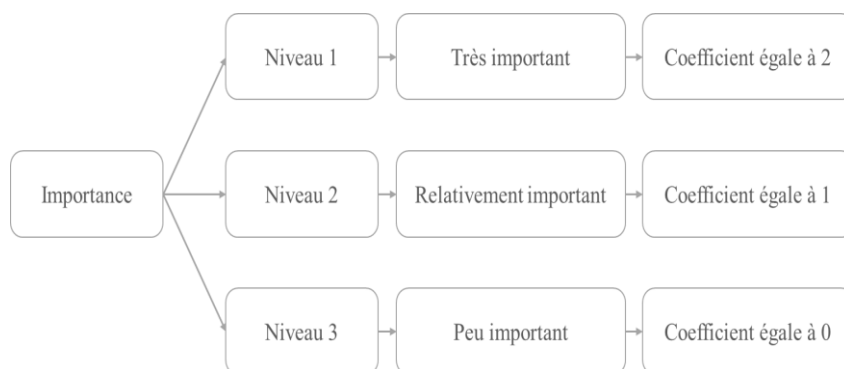 Niveau 1
Très important
Coefficient égale à 2
Importance
Niveau 2
Relativement important
Coefficient égale à 1
Niveau 3
Peu important
Coefficient égale à 0